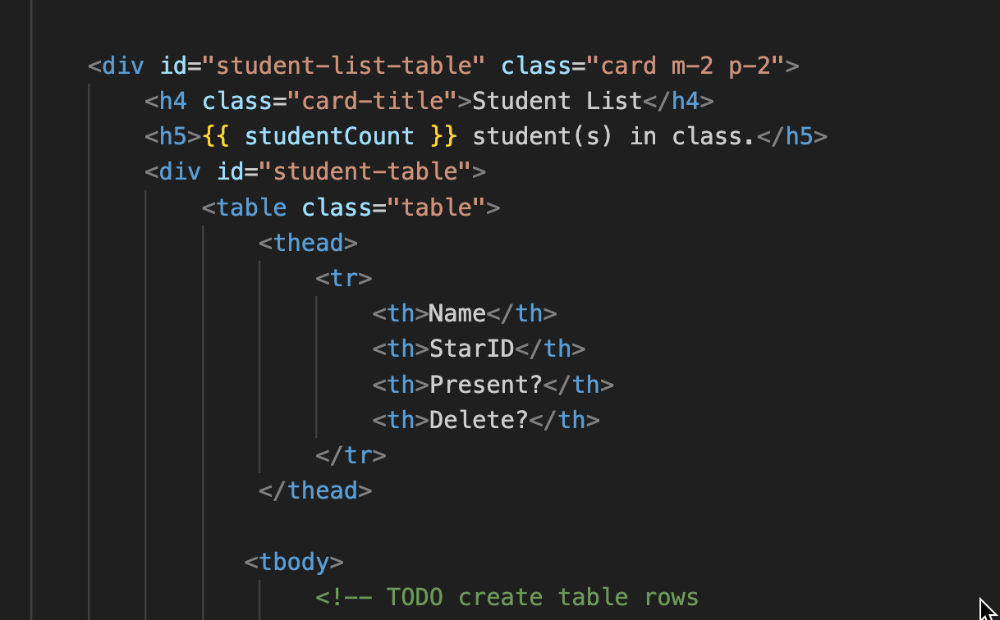 <div id="student-list-table" class="card m-2 p-2">
<h4 class="card-title">Student List</h4>
<h5>{{ studentCount }} student(s) in class.</h5>
<div id="student-table">
<table class="table">
<thead>
<tr>
<th>Name</th>
<th>StarID</th>
<th>Present?</th>
<th>Delete?</th>
</tr>
</thead>
<tbody>
<!-- TODO create table rows